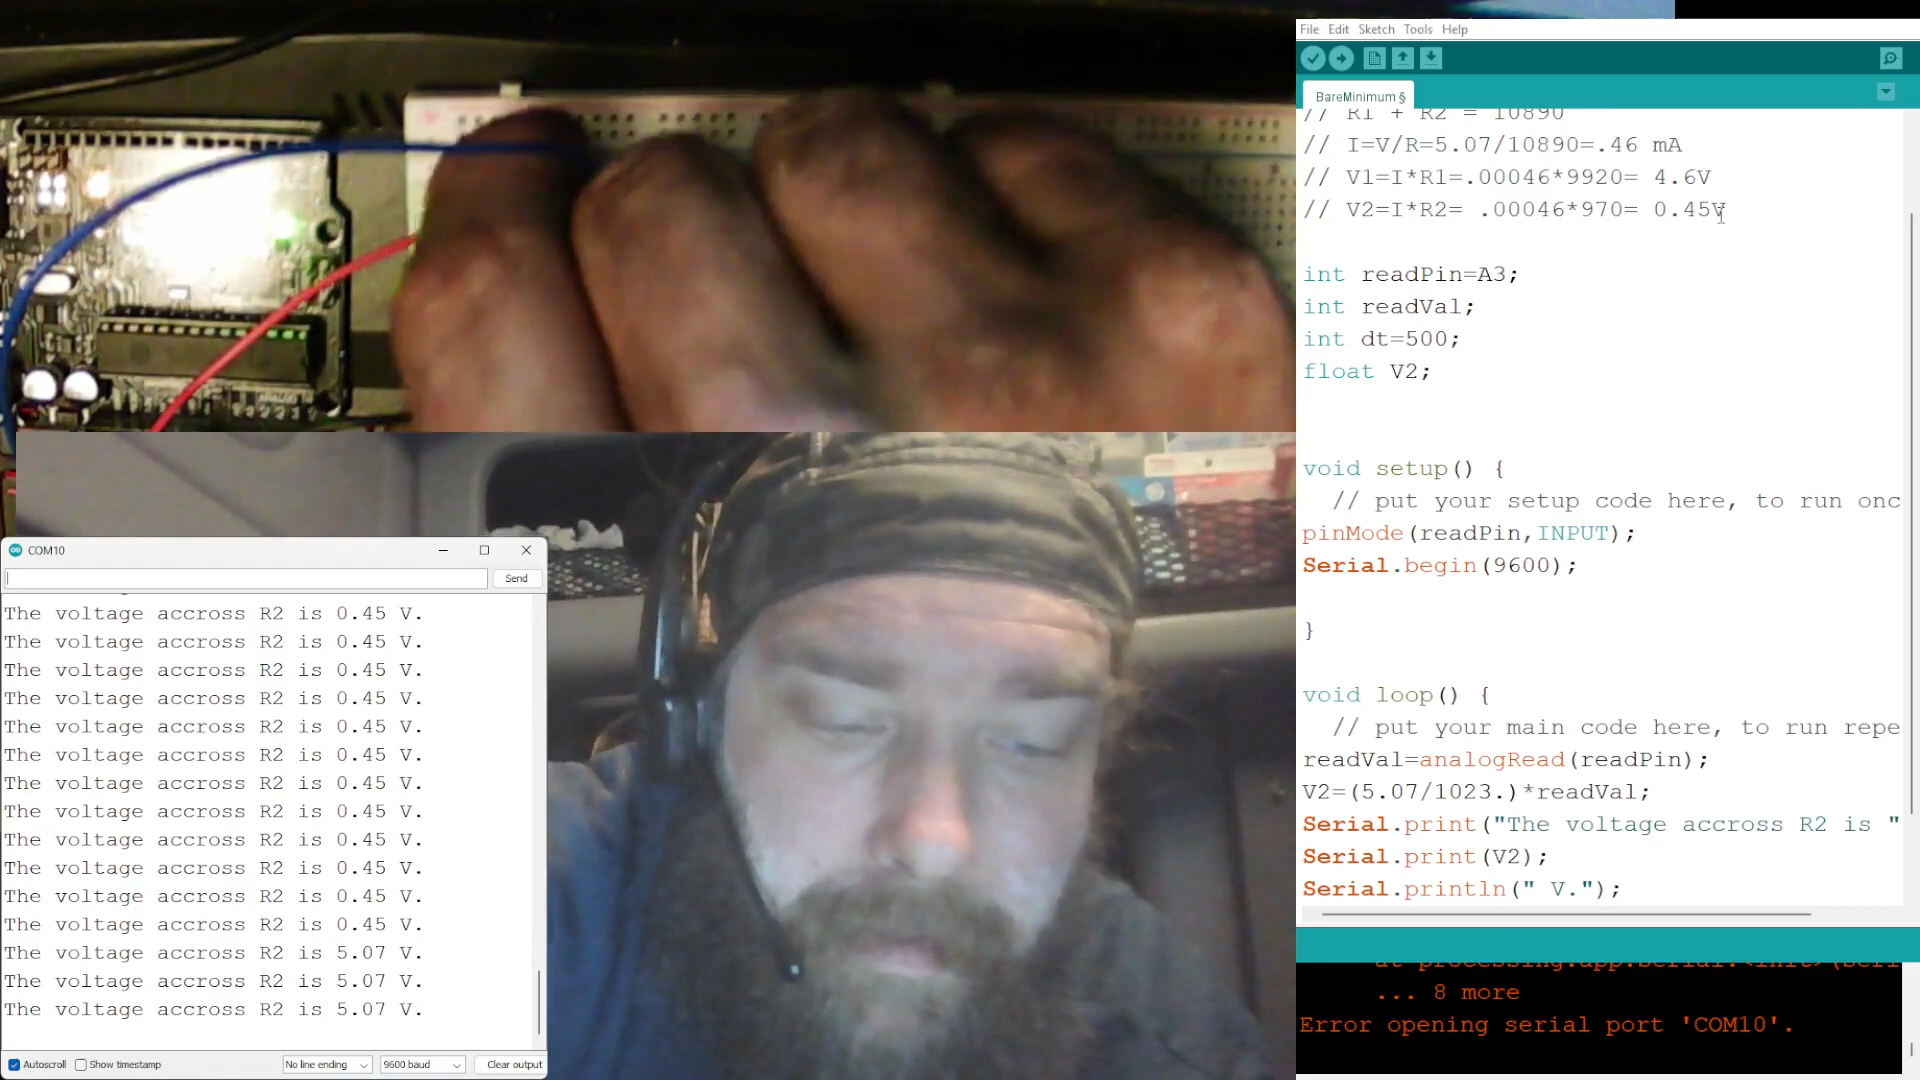 File Edit Sketch Tools Help
BareMinimum §
// R1 + R2 = 10890
// I=V/R=5.07/10890=.46 mA
// V1=I*R1=.00046*9920= 4.6V
// V2=I*R2= .00046*970= 0.45V
int readPin=A3;
int readVal;
int dt=500;
float V2;
void setup() {
// put your setup code here, to run onc
pinMode(readPin,INPUT);
Serial.begin(9600);
}
void loop() {
// put your main code here, to run repe
readVal=analogRead(readPin);
V2=(5.07/1023.)*readVal;
Serial.print("The voltage accross R2 is "
Serial.print(V2);
Serial.println(" V.");
... 8 more
Error opening serial port 'COM10'.
COM10
Send
The voltage accross R2 is 0.45 V.
The voltage accross R2 is 0.45 V.
The voltage accross R2 is 0.45 V.
The voltage accross R2 is 0.45 V.
The voltage accross R2 is 0.45 V.
The voltage accross R2 is 0.45 V.
The voltage accross R2 is 0.45 V.
The voltage accross R2 is 0.45 V.
The voltage accross R2 is 0.45 V.
The voltage accross R2 is 0.45 V.
The voltage accross R2 is 0.45 V.
The voltage accross R2 is 0.45 V.
The voltage accross R2 is 5.07 V.
The voltage accross R2 is 5.07 V.
The voltage accross R2 is 5.07 V.
Autoscroll Show timestamp No line ending 9600 baud Clear output